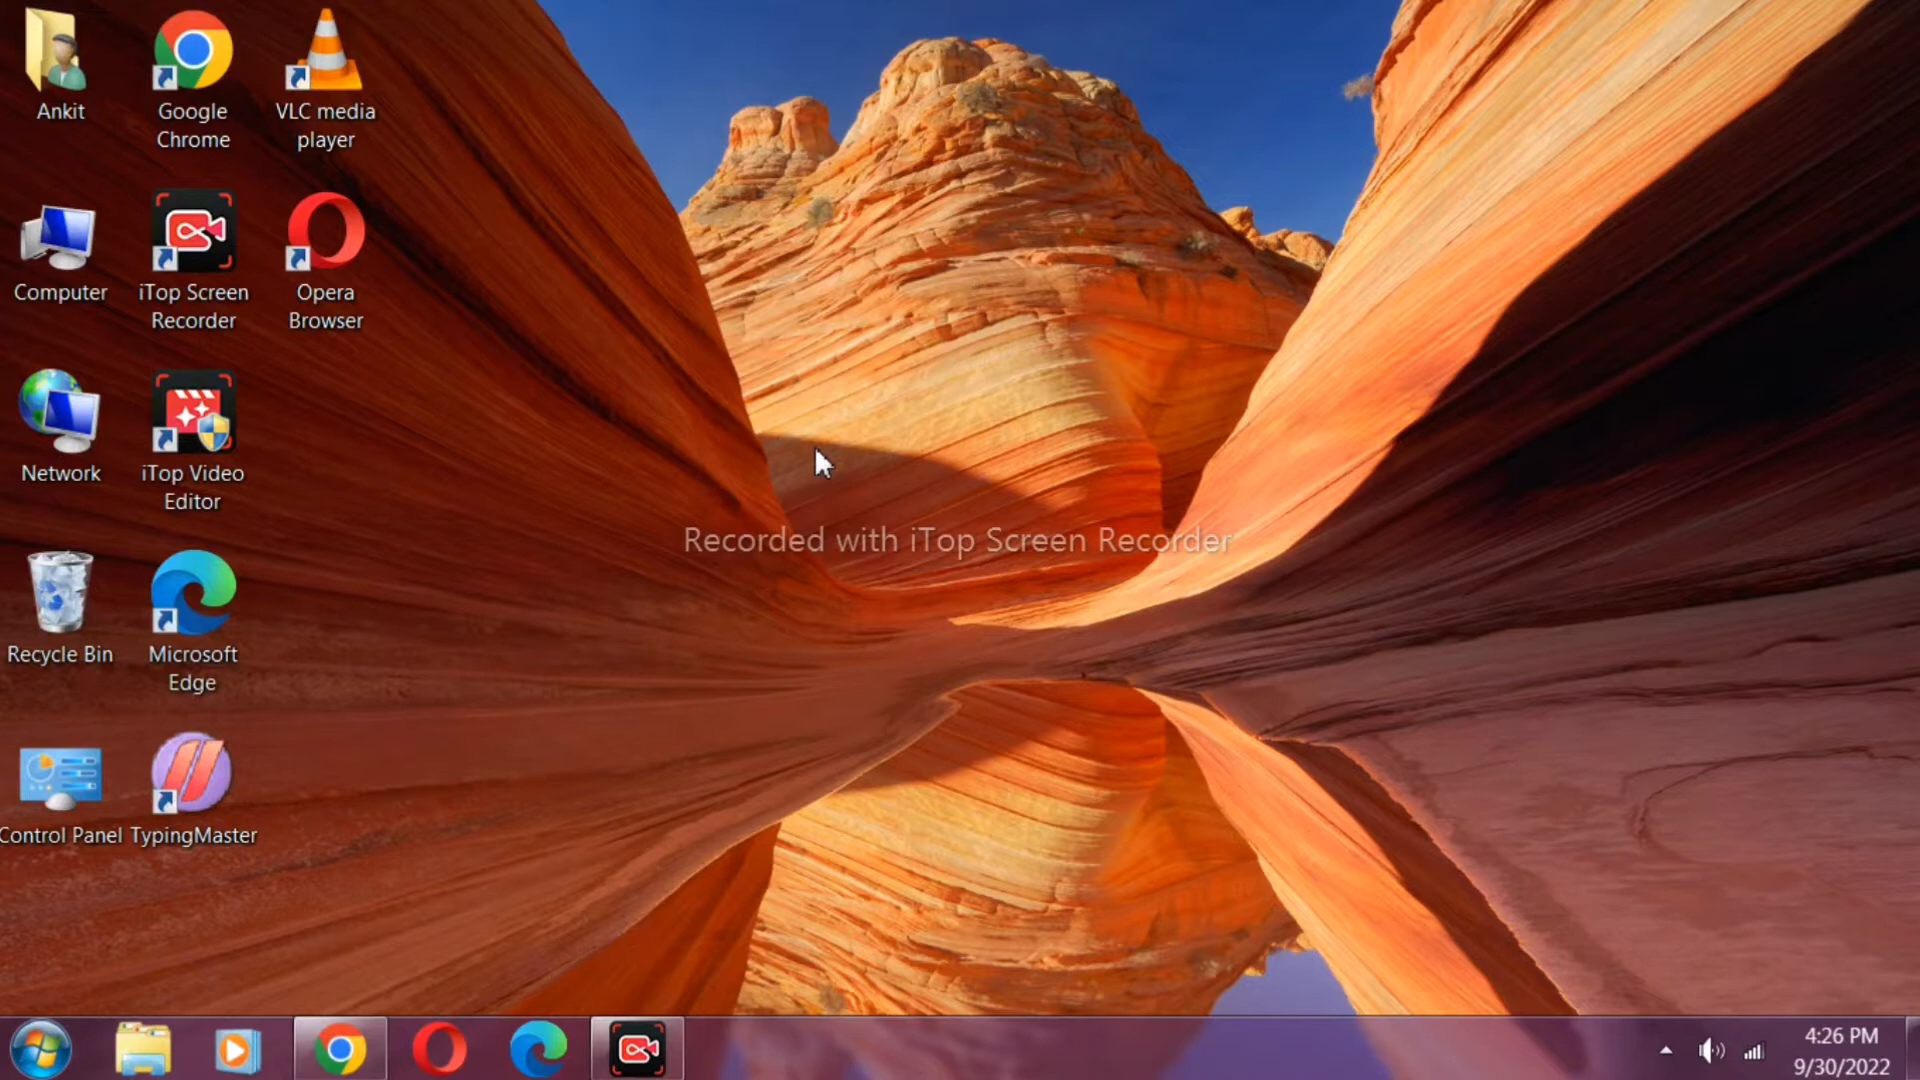 Ankit
Google
Chrome
VLC media
player
Computer
iTop Screen
Recorder
Opera
Browser
Network
iTop Video
Editor
Recorded with iTop Screen Recorder
Recycle Bin
Microsoft
Edge
Control Panel
TypingMaster
4:26 PM
9/30/2022